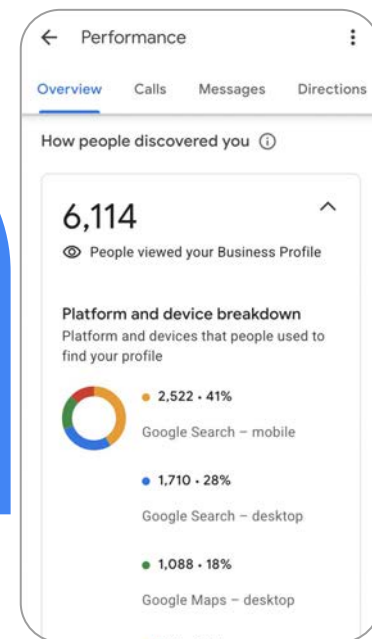 Performance
Overview Calls Messages Directions
How people discovered you
6,114
People viewed your Business Profile
Platform and device breakdown
Platform and devices that people used to
find your profile
2,522 • 41%
Google Search – mobile
1,710 • 28%
Google Search – desktop
1,088 • 18%
Google Maps – desktop